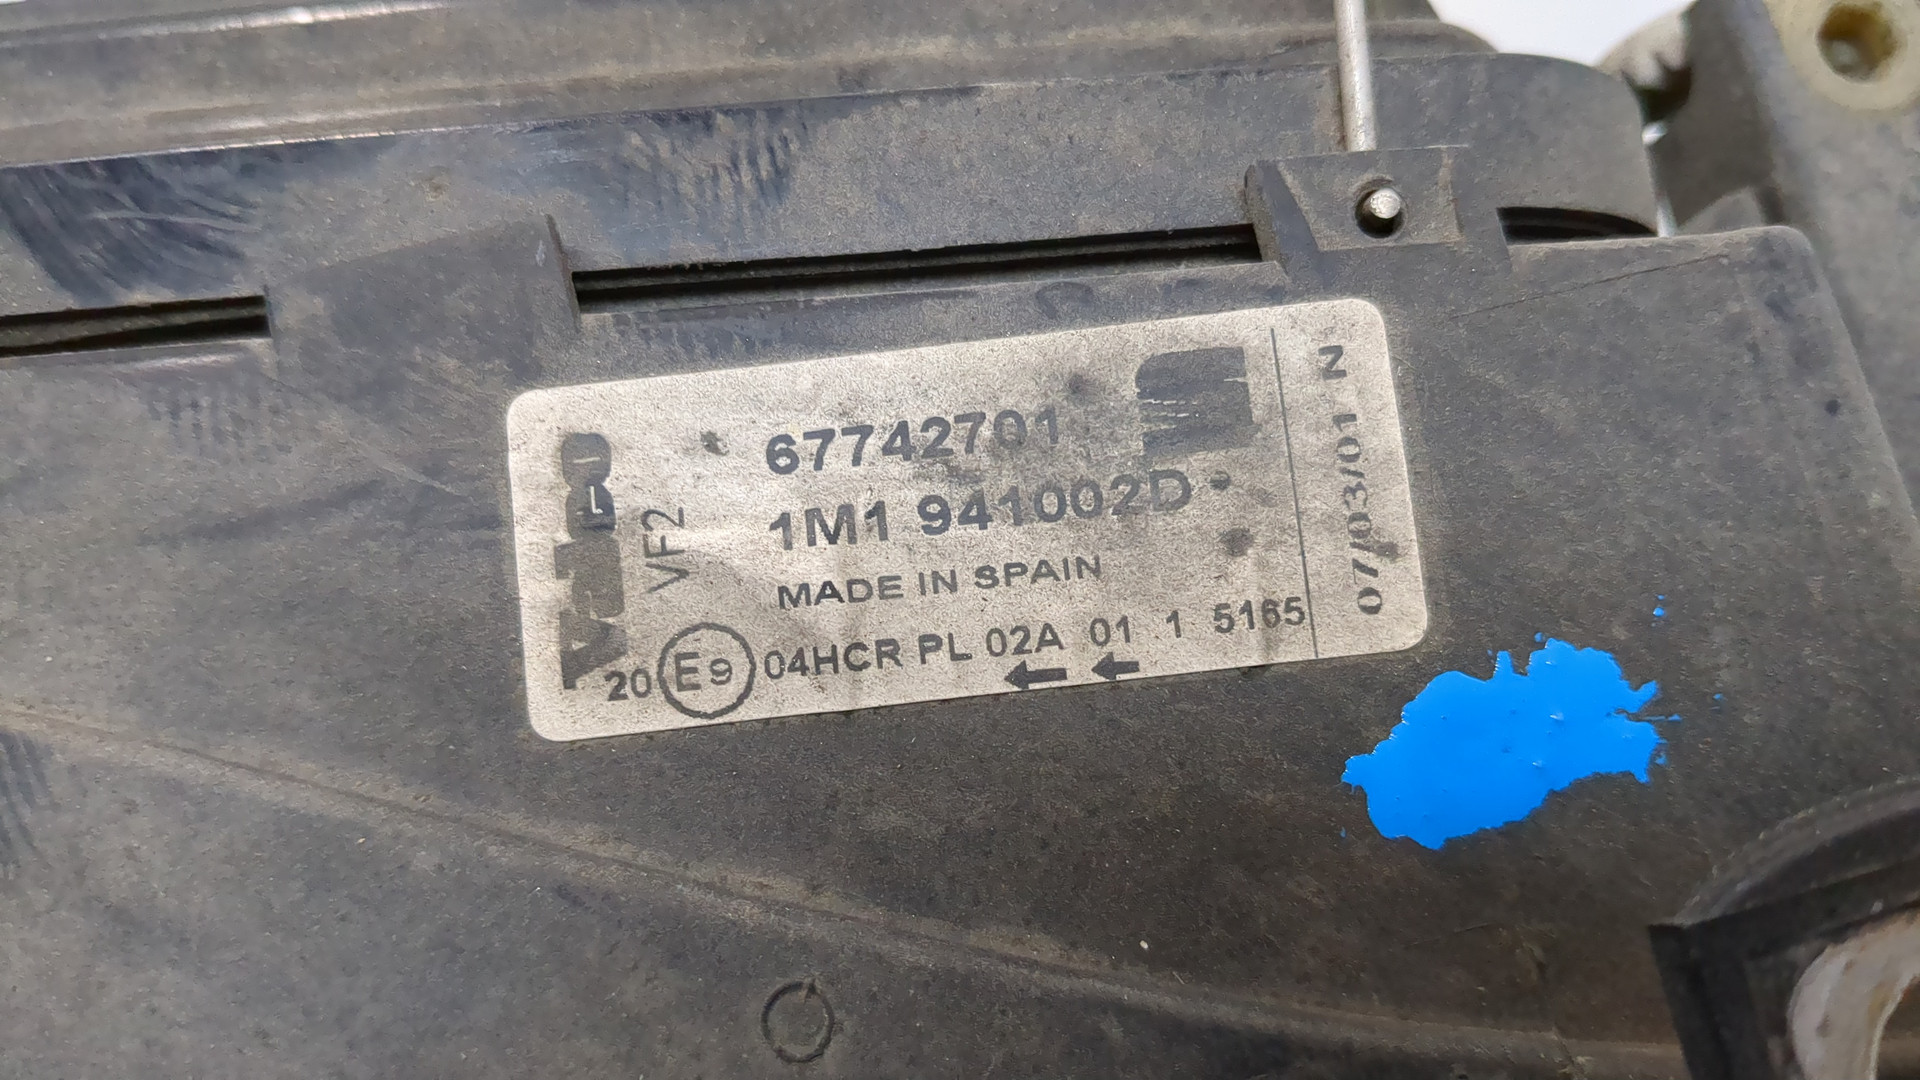 Valeo
VF2
67742701
1M1 941002D
MADE IN SPAIN
20 E9 04HCR PL 02A 01 1 5165
07/03/01 N